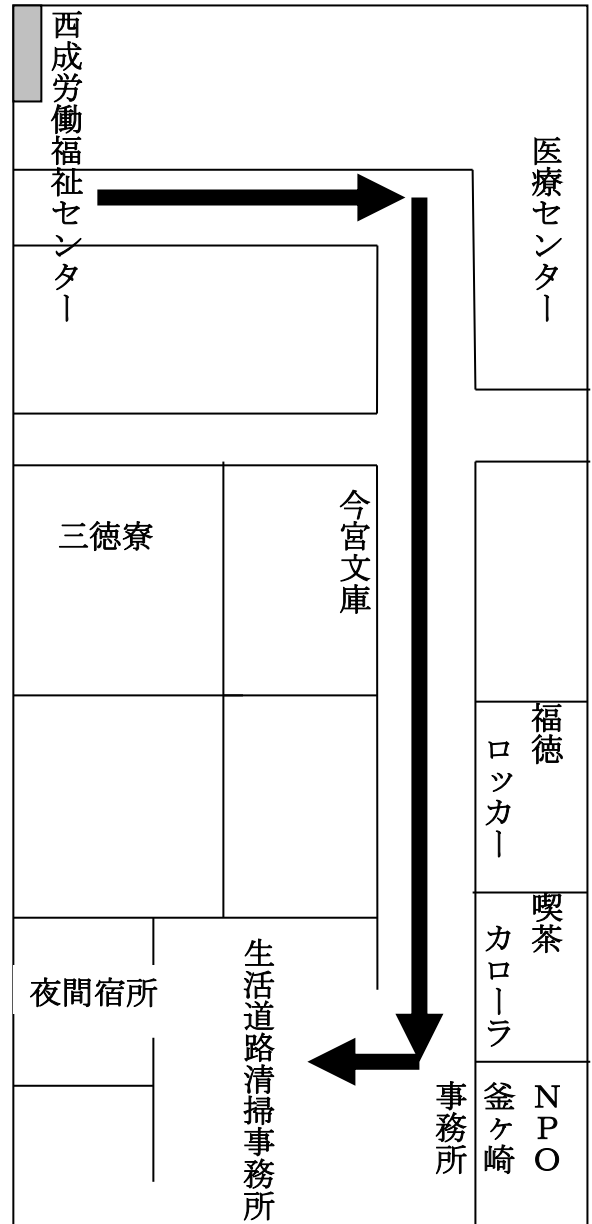 西成労働福祉センター
医療センター
三徳寮
今宮文庫
福徳
ロッカー
喫茶
カローラ
夜間宿所
生活道路清掃事務所
NPO
釜ヶ崎
事務所